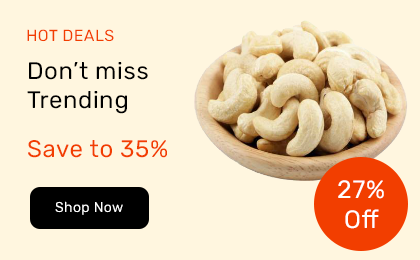 HOT DEALS
Don’t miss
Trending
Save to 35%
Shop Now
27%
Off